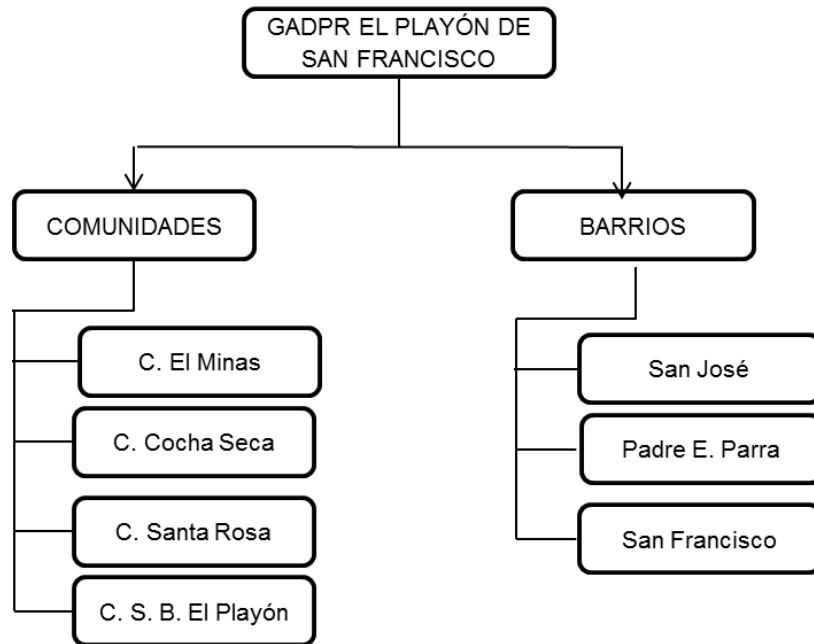 GADPR EL PLAYÓN DE
SAN FRANCISCO
COMUNIDADES
C. El Minas
C. Cocha Seca
C. Santa Rosa
C. S. B. El Playón
BARRIOS
San José
Padre E. Parra
San Francisco